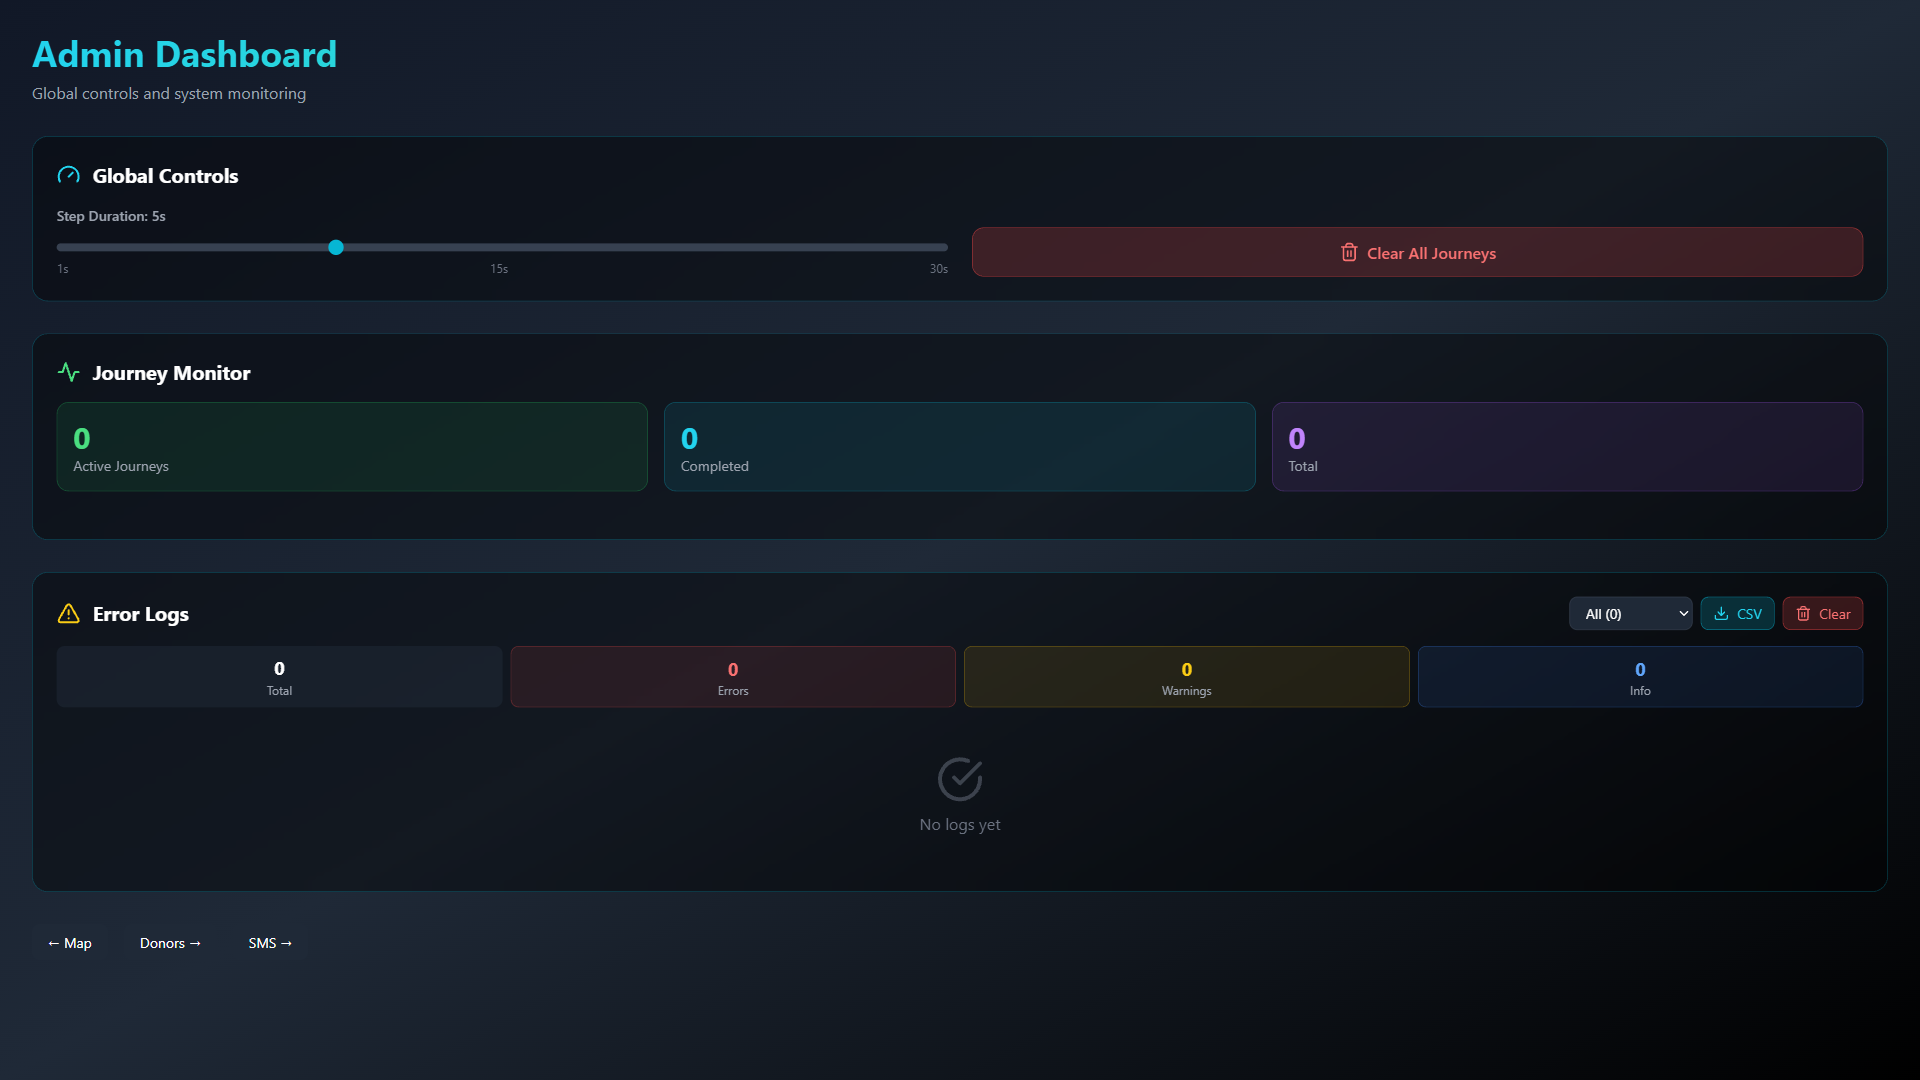 Admin Dashboard
Global controls and system monitoring
Global Controls
Step Duration: 5s
1s 15s 30s
Clear All Journeys
Journey Monitor
0
Active Journeys
0
Completed
0
Total
Error Logs
All (0)
CSV
Clear
0
Total
0
Errors
0
Warnings
0
Info
No logs yet
← Map
Donors →
SMS →